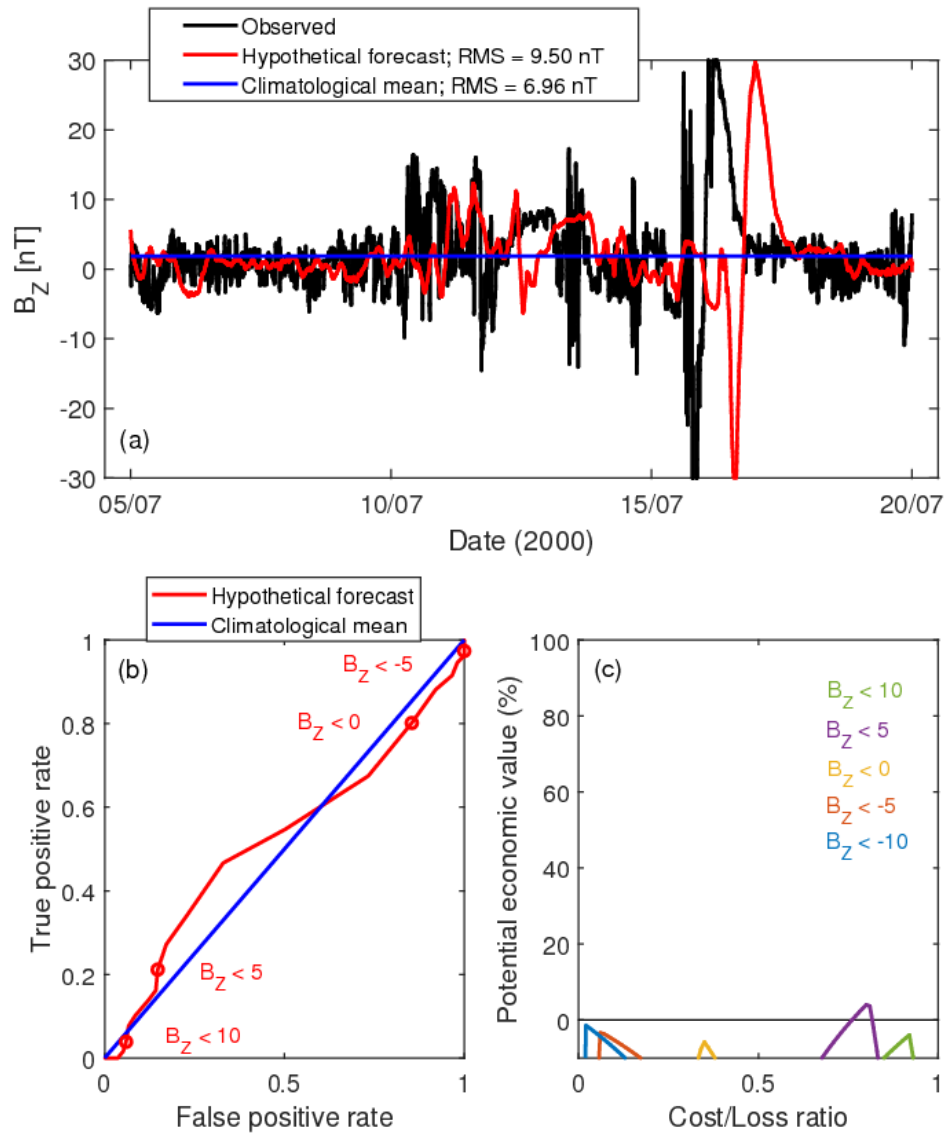 Observed
Hypothetical forecast; RMS = 9.50 nT
Climatological mean; RMS = 6.96 nT
30
20
10
0
-10
-20
-30
B_Z [nT]
(a)
05/07 10/07 15/07 20/07
Date (2000)
Hypothetical forecast
Climatological mean
1
0.8
0.6
0.4
0.2
0
True positive rate
(b)
B_Z < -5
B_Z < 0
B_Z < 5
B_Z < 10
0 0.5 1
False positive rate
100
80
60
40
20
0
Potential economic value (%)
(c)
B_Z < 10
B_Z < 5
B_Z < 0
B_Z < -5
B_Z < -10
0 0.5 1
Cost/Loss ratio